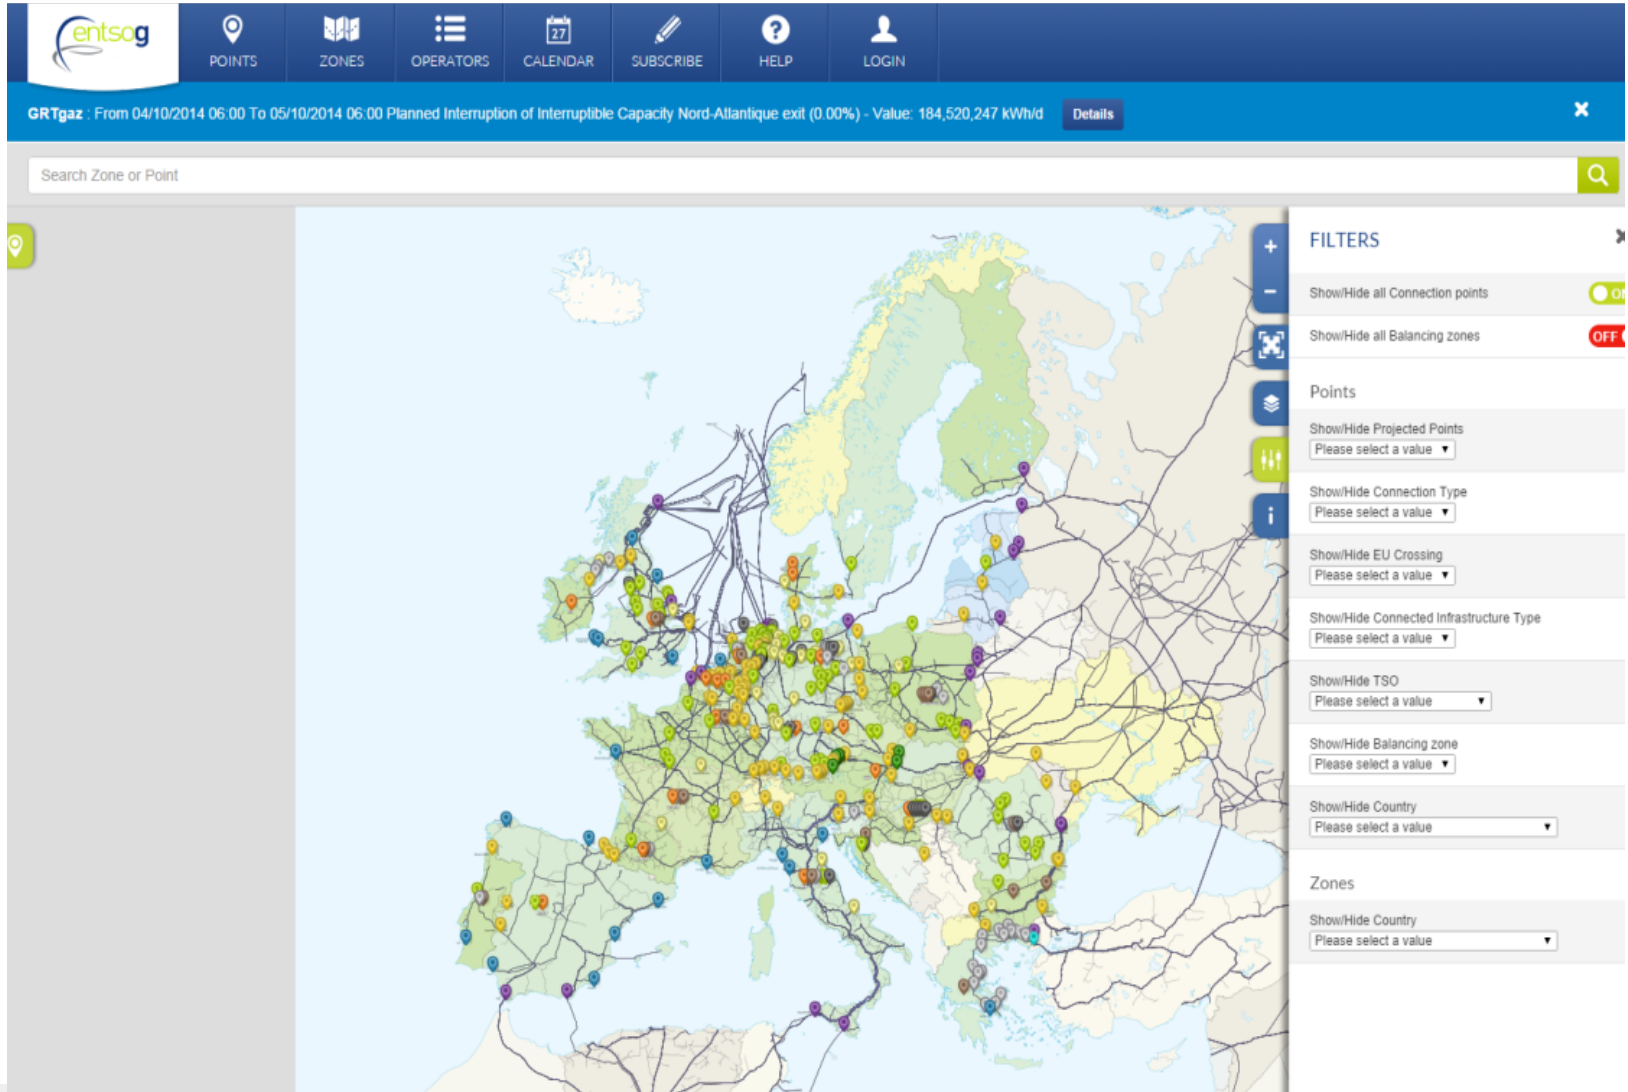 entsog
POINTS
ZONES
27
OPERATORS
CALENDAR
SUBSCRIBE
?
HELP
LOGIN
GRTgaz : From 04/10/2014 06:00 To 05/10/2014 06:00 Planned Interruption of Interruptible Capacity Nord-Atlantique exit (0.00%) - Value: 184,520,247 kWh/d
Details
Search Zone or Point
+
−
i
FILTERS
Show/Hide all Connection points
ON
Show/Hide all Balancing zones
OFF
Points
Show/Hide Projected Points
Please select a value
Show/Hide Connection Type
Please select a value
Show/Hide EU Crossing
Please select a value
Show/Hide Connected Infrastructure Type
Please select a value
Show/Hide TSO
Please select a value
Show/Hide Balancing zone
Please select a value
Show/Hide Country
Please select a value
Zones
Show/Hide Country
Please select a value